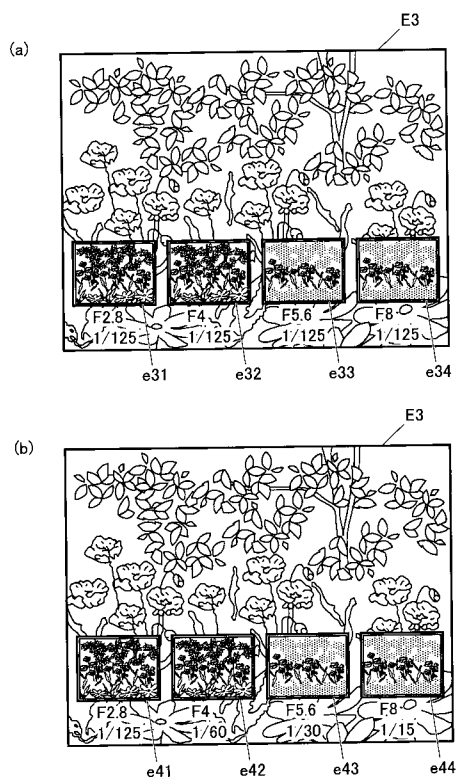 E3
(a)
F2.8 F4 F5.6 F8
1/125 1/125 1/125 1/125
e31 e32 e33 e34
E3
(b)
F2.8 F4 F5.6 F8
1/125 1/60 1/30 1/15
e41 e42 e43 e44